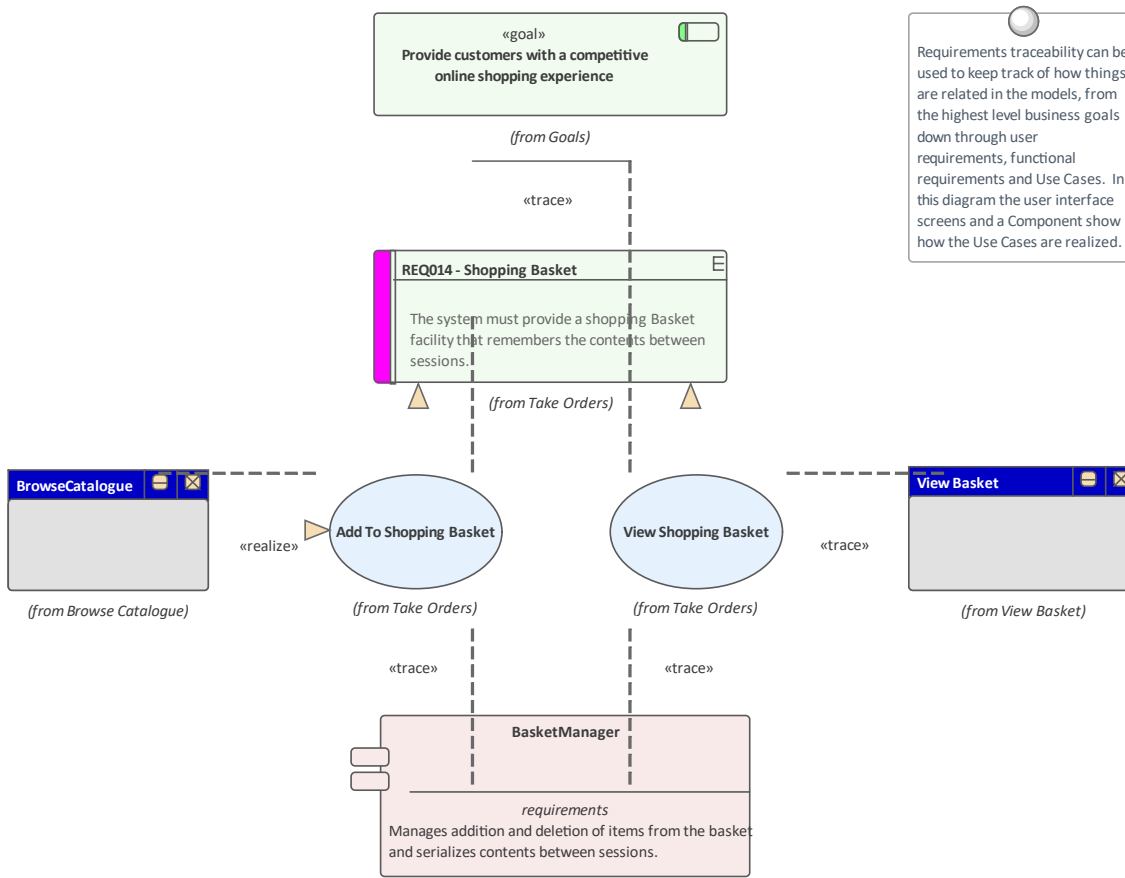 «goal»
Provide customers with a competitive
online shopping experience
(from Goals)
Requirements traceability can be
used to keep track of how things
are related in the models, from
the highest level business goals
down through user
requirements, functional
requirements and Use Cases. In
this diagram the user interface
screens and a Component show
how the Use Cases are realized.
«trace»
REQ014 - Shopping Basket
E
The system must provide a shopping Basket
facility that remembers the contents between
sessions.
(from Take Orders)
BrowseCatalogue
(from Browse Catalogue)
«realize»
Add To Shopping Basket
(from Take Orders)
View Shopping Basket
(from Take Orders)
«trace»
View Basket
(from View Basket)
«trace»
«trace»
BasketManager
requirements
Manages addition and deletion of items from the basket
and serializes contents between sessions.